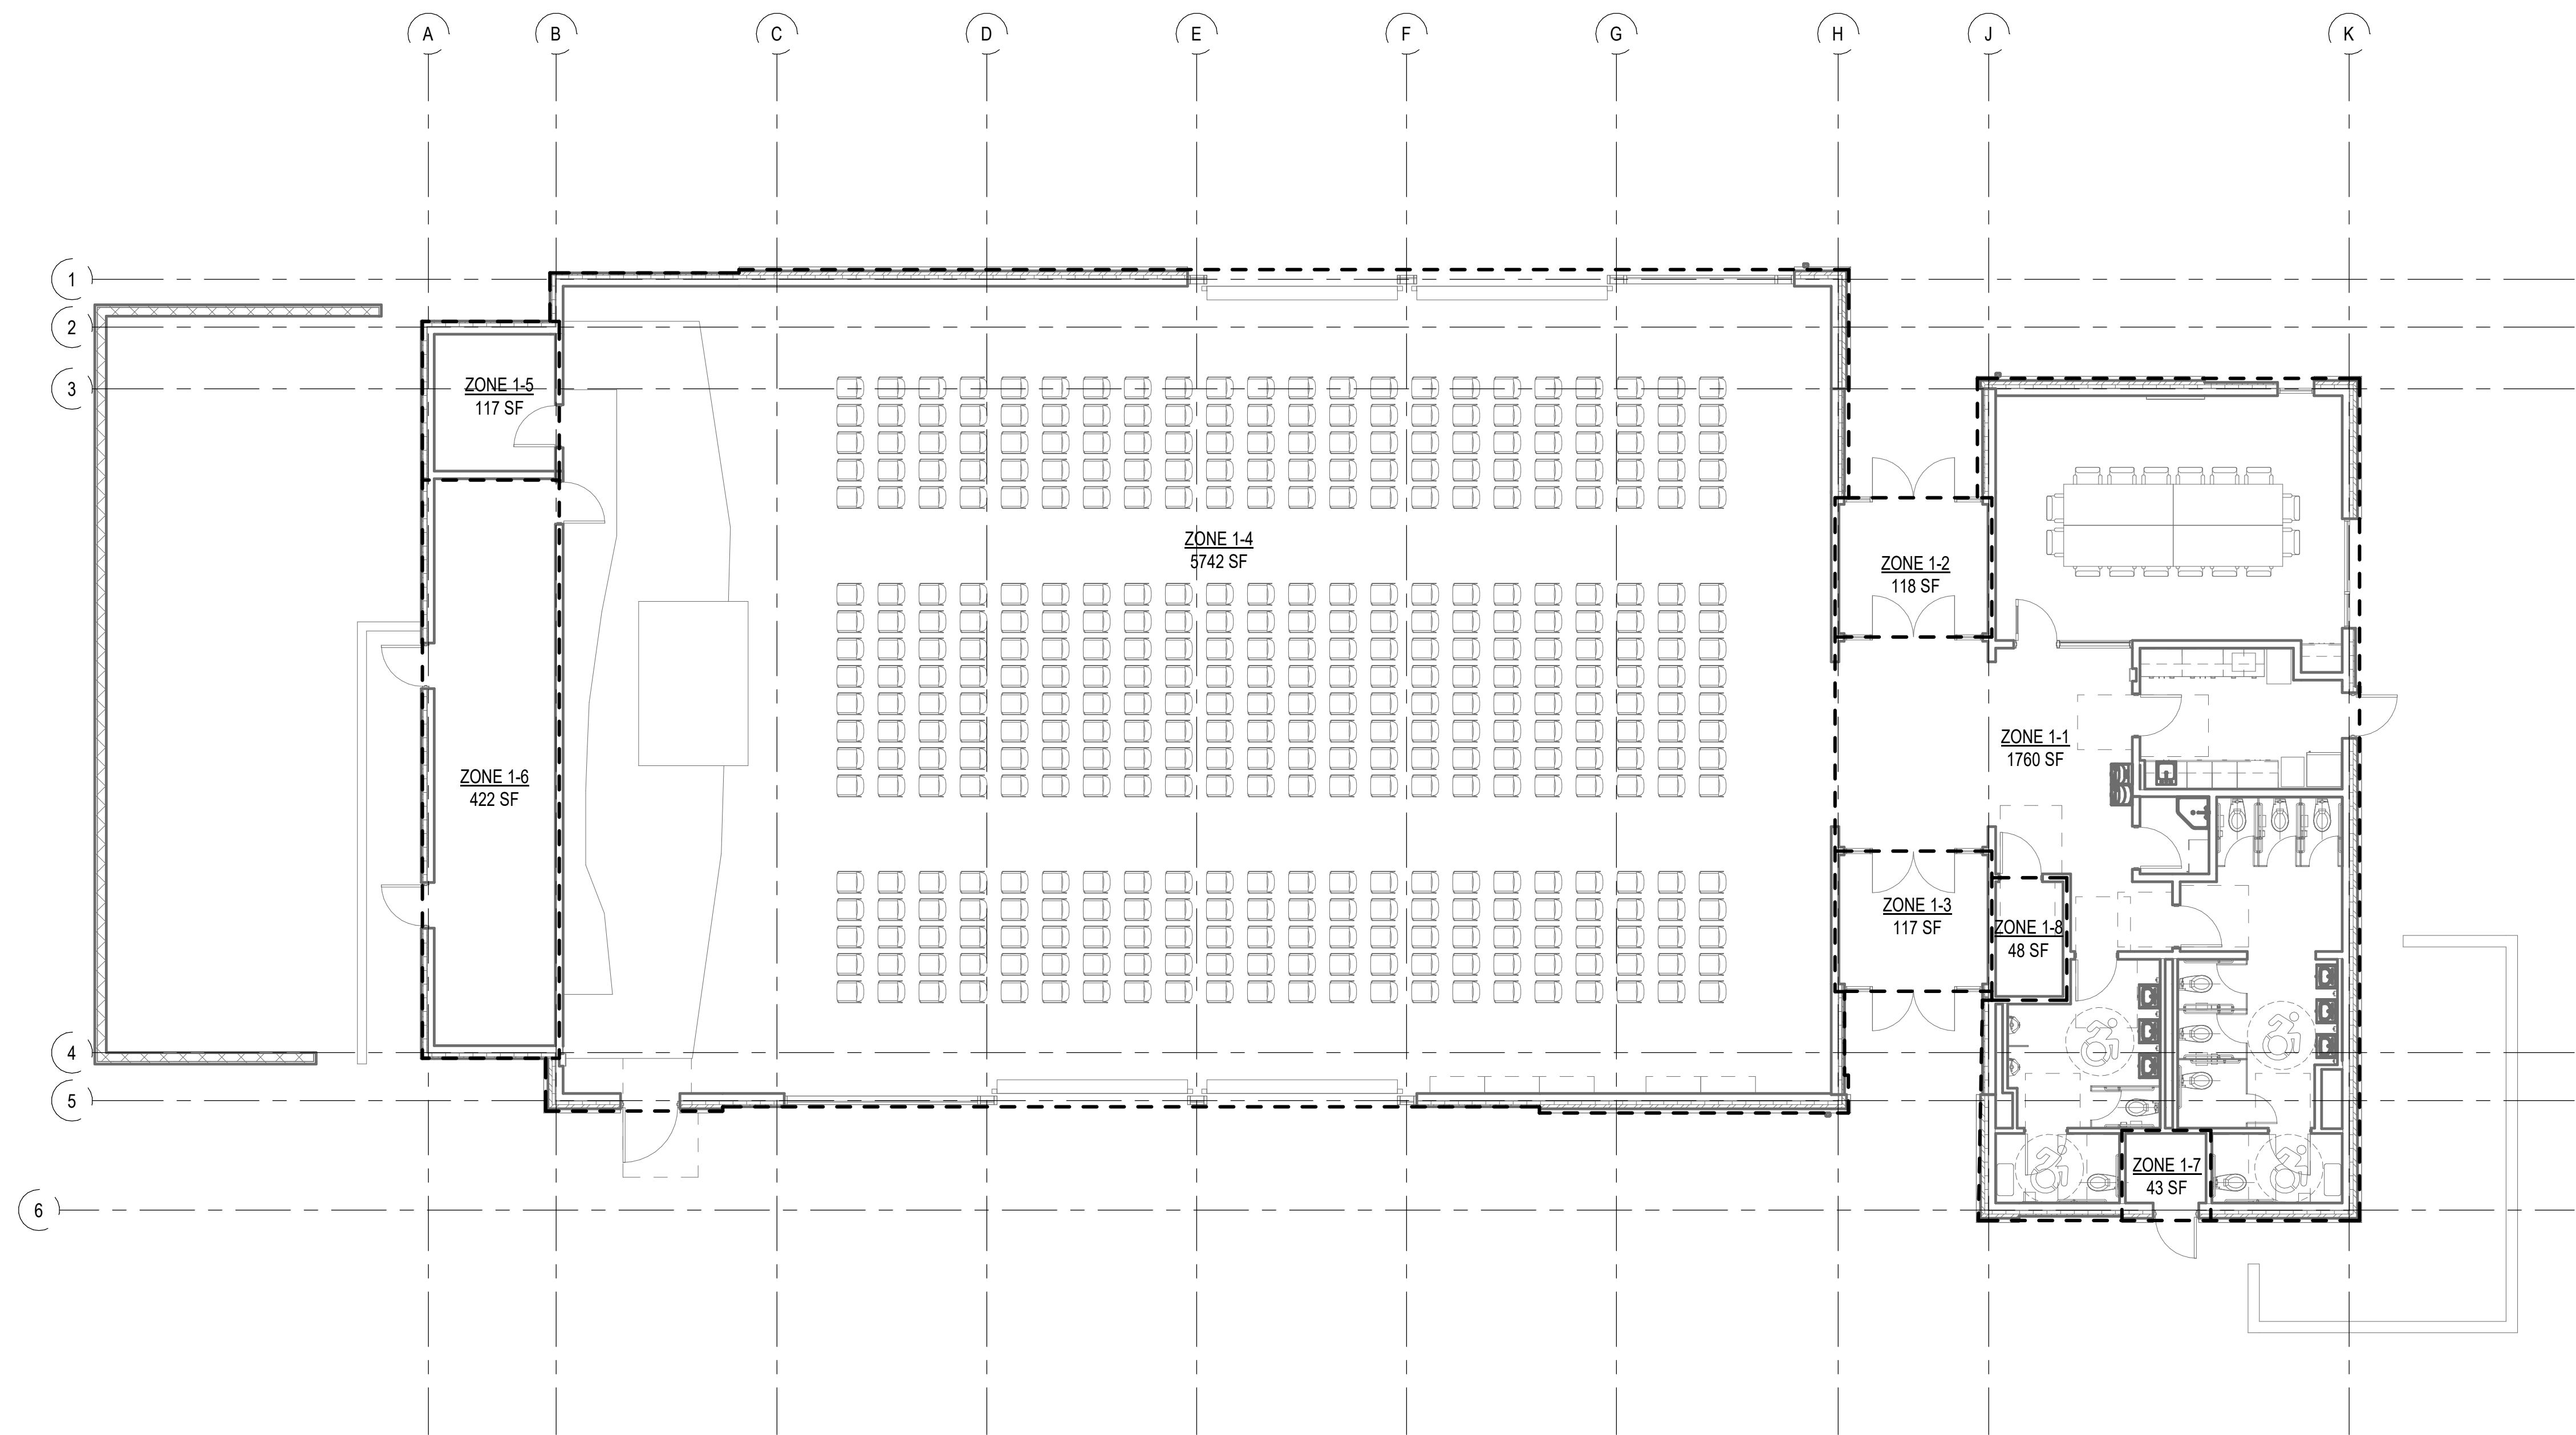 A
B
C
D
E
F
G
H
J
K
1
2
3
4
5
6
ZONE 1-5
117 SF
ZONE 1-4
5742 SF
ZONE 1-2
118 SF
ZONE 1-1
1760 SF
ZONE 1-6
422 SF
ZONE 1-3
117 SF
ZONE 1-8
48 SF
ZONE 1-7
43 SF